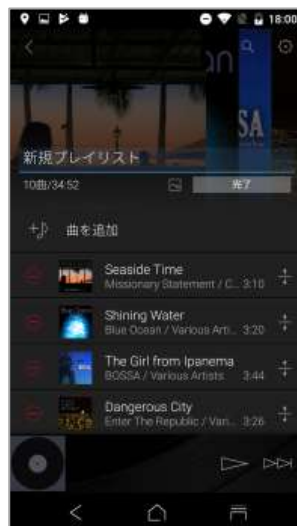 18:00
an
SA
新規プレイリスト
10曲/34:52
完了
曲を追加
Seaside Time
Missionary Statement / C... 3:10
Shining Water
Blue Ocean / Various Arti... 3:20
The Girl from Ipanema
BOSSA / Various Artists 3:44
Dangerous City
Enter The Republic / Vari... 3:26